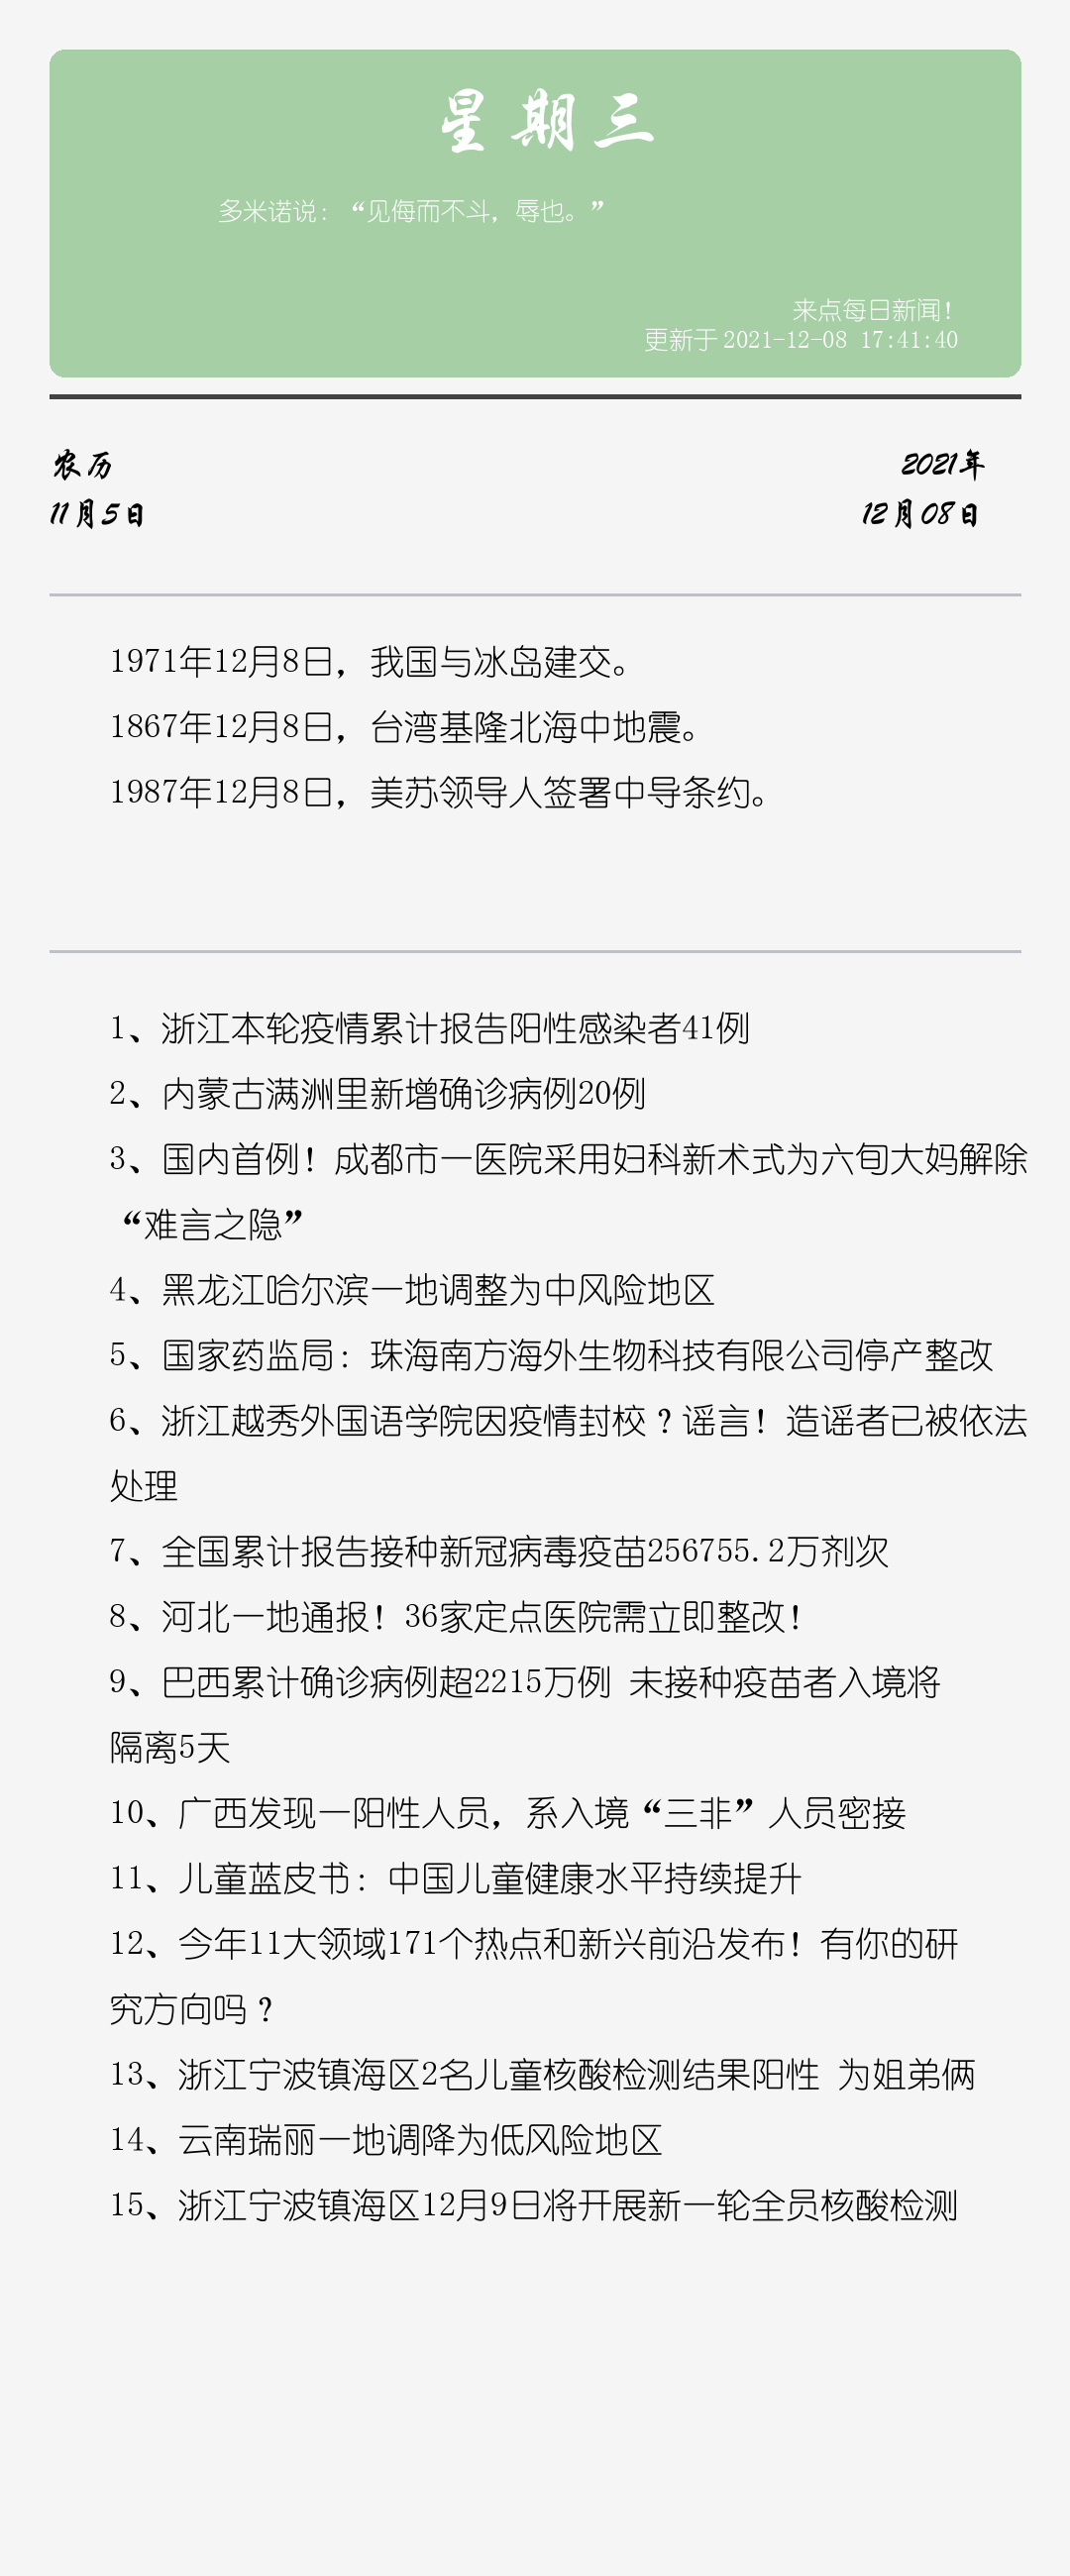 星期三
多米诺说：“见侮而不斗，辱也。”
来点每日新闻！
更新于2021-12-08 17:41:40
农历
2021年
11月5日
12月08日
1971年12月8日，我国与冰岛建交。
1867年12月8日，台湾基隆北海中地震。
1987年12月8日，美苏领导人签署中导条约。
1、浙江本轮疫情累计报告阳性感染者41例
2、内蒙古满洲里新增确诊病例20例
3、国内首例！成都市一医院采用妇科新术式为六旬大妈解除
“难言之隐”
4、黑龙江哈尔滨一地调整为中风险地区
5、国家药监局：珠海南方海外生物科技有限公司停产整改
6、浙江越秀外国语学院因疫情封校？谣言！造谣者已被依法
处理
7、全国累计报告接种新冠病毒疫苗256755.2万剂次
8、河北一地通报！36家定点医院需立即整改！
9、巴西累计确诊病例超2215万例 未接种疫苗者入境将
隔离5天
10、广西发现一阳性人员，系入境“三非”人员密接
11、儿童蓝皮书：中国儿童健康水平持续提升
12、今年11大领域171个热点和新兴前沿发布！有你的研
究方向吗？
13、浙江宁波镇海区2名儿童核酸检测结果阳性 为姐弟俩
14、云南瑞丽一地调降为低风险地区
15、浙江宁波镇海区12月9日将开展新一轮全员核酸检测